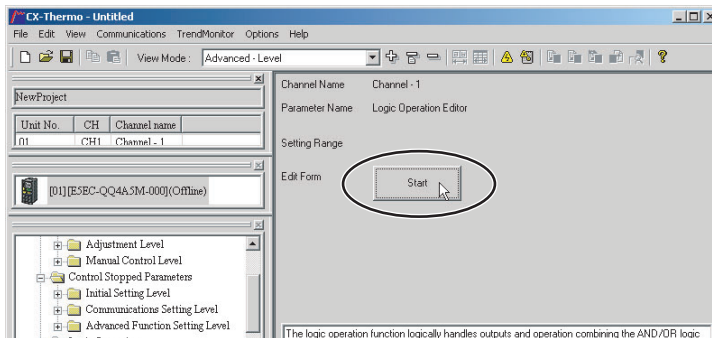 CX-Thermo - Untitled
File Edit View Communications TrendMonitor Options Help
View Mode : Advanced - Level
NewProject
Unit No. CH Channel name
01 CH1 Channel - 1
[01][E5EC-QQ4A5M-000](Offline)
Adjustment Level
Manual Control Level
Control Stopped Parameters
Initial Setting Level
Communications Setting Level
Advanced Function Setting Level
Channel Name Channel - 1
Parameter Name Logic Operation Editor
Setting Range
Edit Form Start
The logic operation function logically handles outputs and operation combining the AND/OR logic